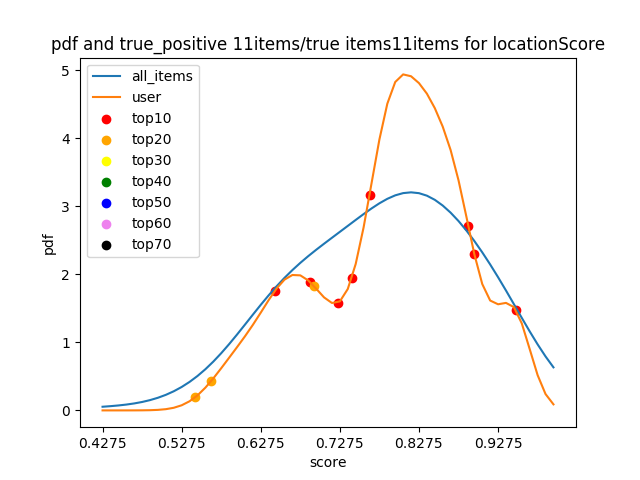 pdf and true_positive 11items/true items11items for locationScore
all_items
user
top10
top20
top30
top40
top50
top60
top70
5
4
3
2
1
0
pdf
0.4275 0.5275 0.6275 0.7275 0.8275 0.9275
score